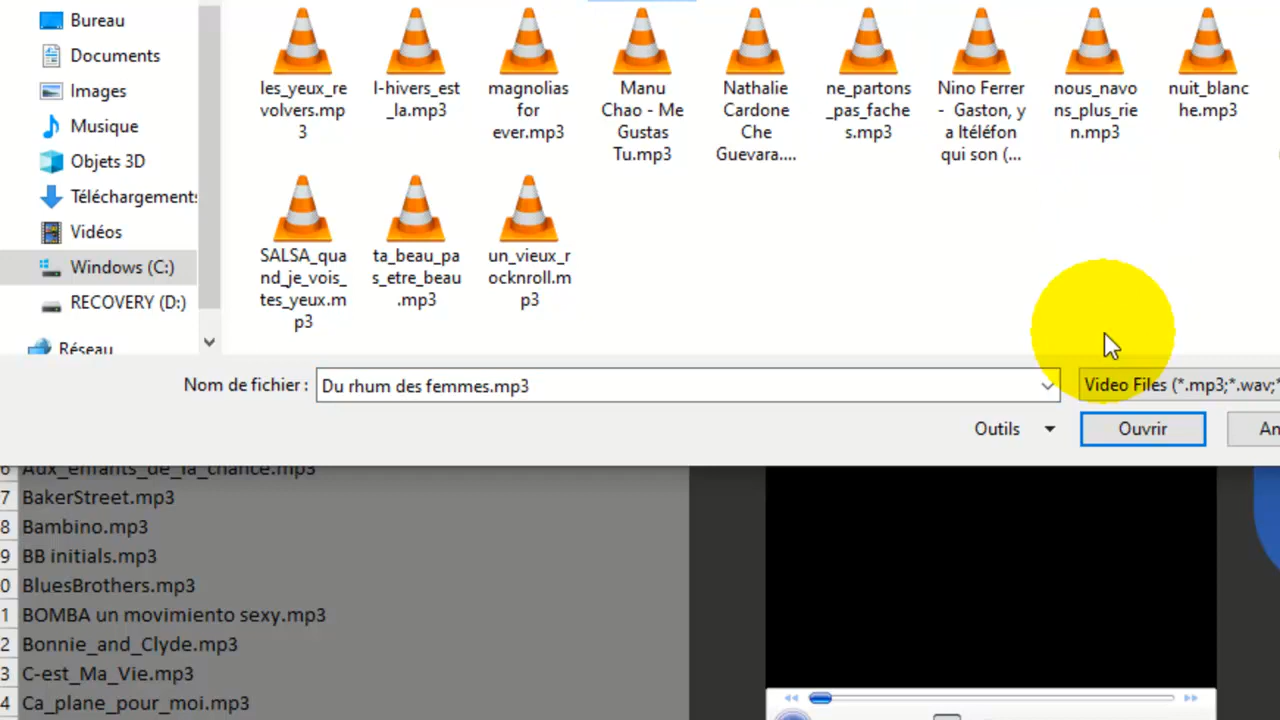 Bureau
Documents
Images
Musique
Objets 3D
Téléchargements
Vidéos
Windows (C:)
RECOVERY (D:)
Réseau
les_yeux_re
volvers.mp
3
l-hivers_est
_la.mp3
magnolias
for
ever.mp3
Manu
Chao - Me
Gustas
Tu.mp3
Nathalie
Cardone
Che
Guevara....
ne_partons
_pas_fache
s.mp3
Nino Ferrer
- Gaston, y
a ltéléfon
qui son (...
nous_navo
ns_plus_rie
n.mp3
nuit_blanc
he.mp3
SALSA_qua
nd_je_vois_
tes_yeux.m
p3
ta_beau_pa
s_etre_beau
.mp3
un_vieux_r
ocknroll.m
p3
Nom de fichier : Du rhum des femmes.mp3
Video Files (*.mp3;*.wav;*
Outils
Ouvrir
An
6 Aux_enfants_de_la_chance.mp3
7 BakerStreet.mp3
8 Bambino.mp3
9 BB initials.mp3
0 BluesBrothers.mp3
1 BOMBA un movimiento sexy.mp3
2 Bonnie_and_Clyde.mp3
3 C-est_Ma_Vie.mp3
4 Ca_plane_pour_moi.mp3